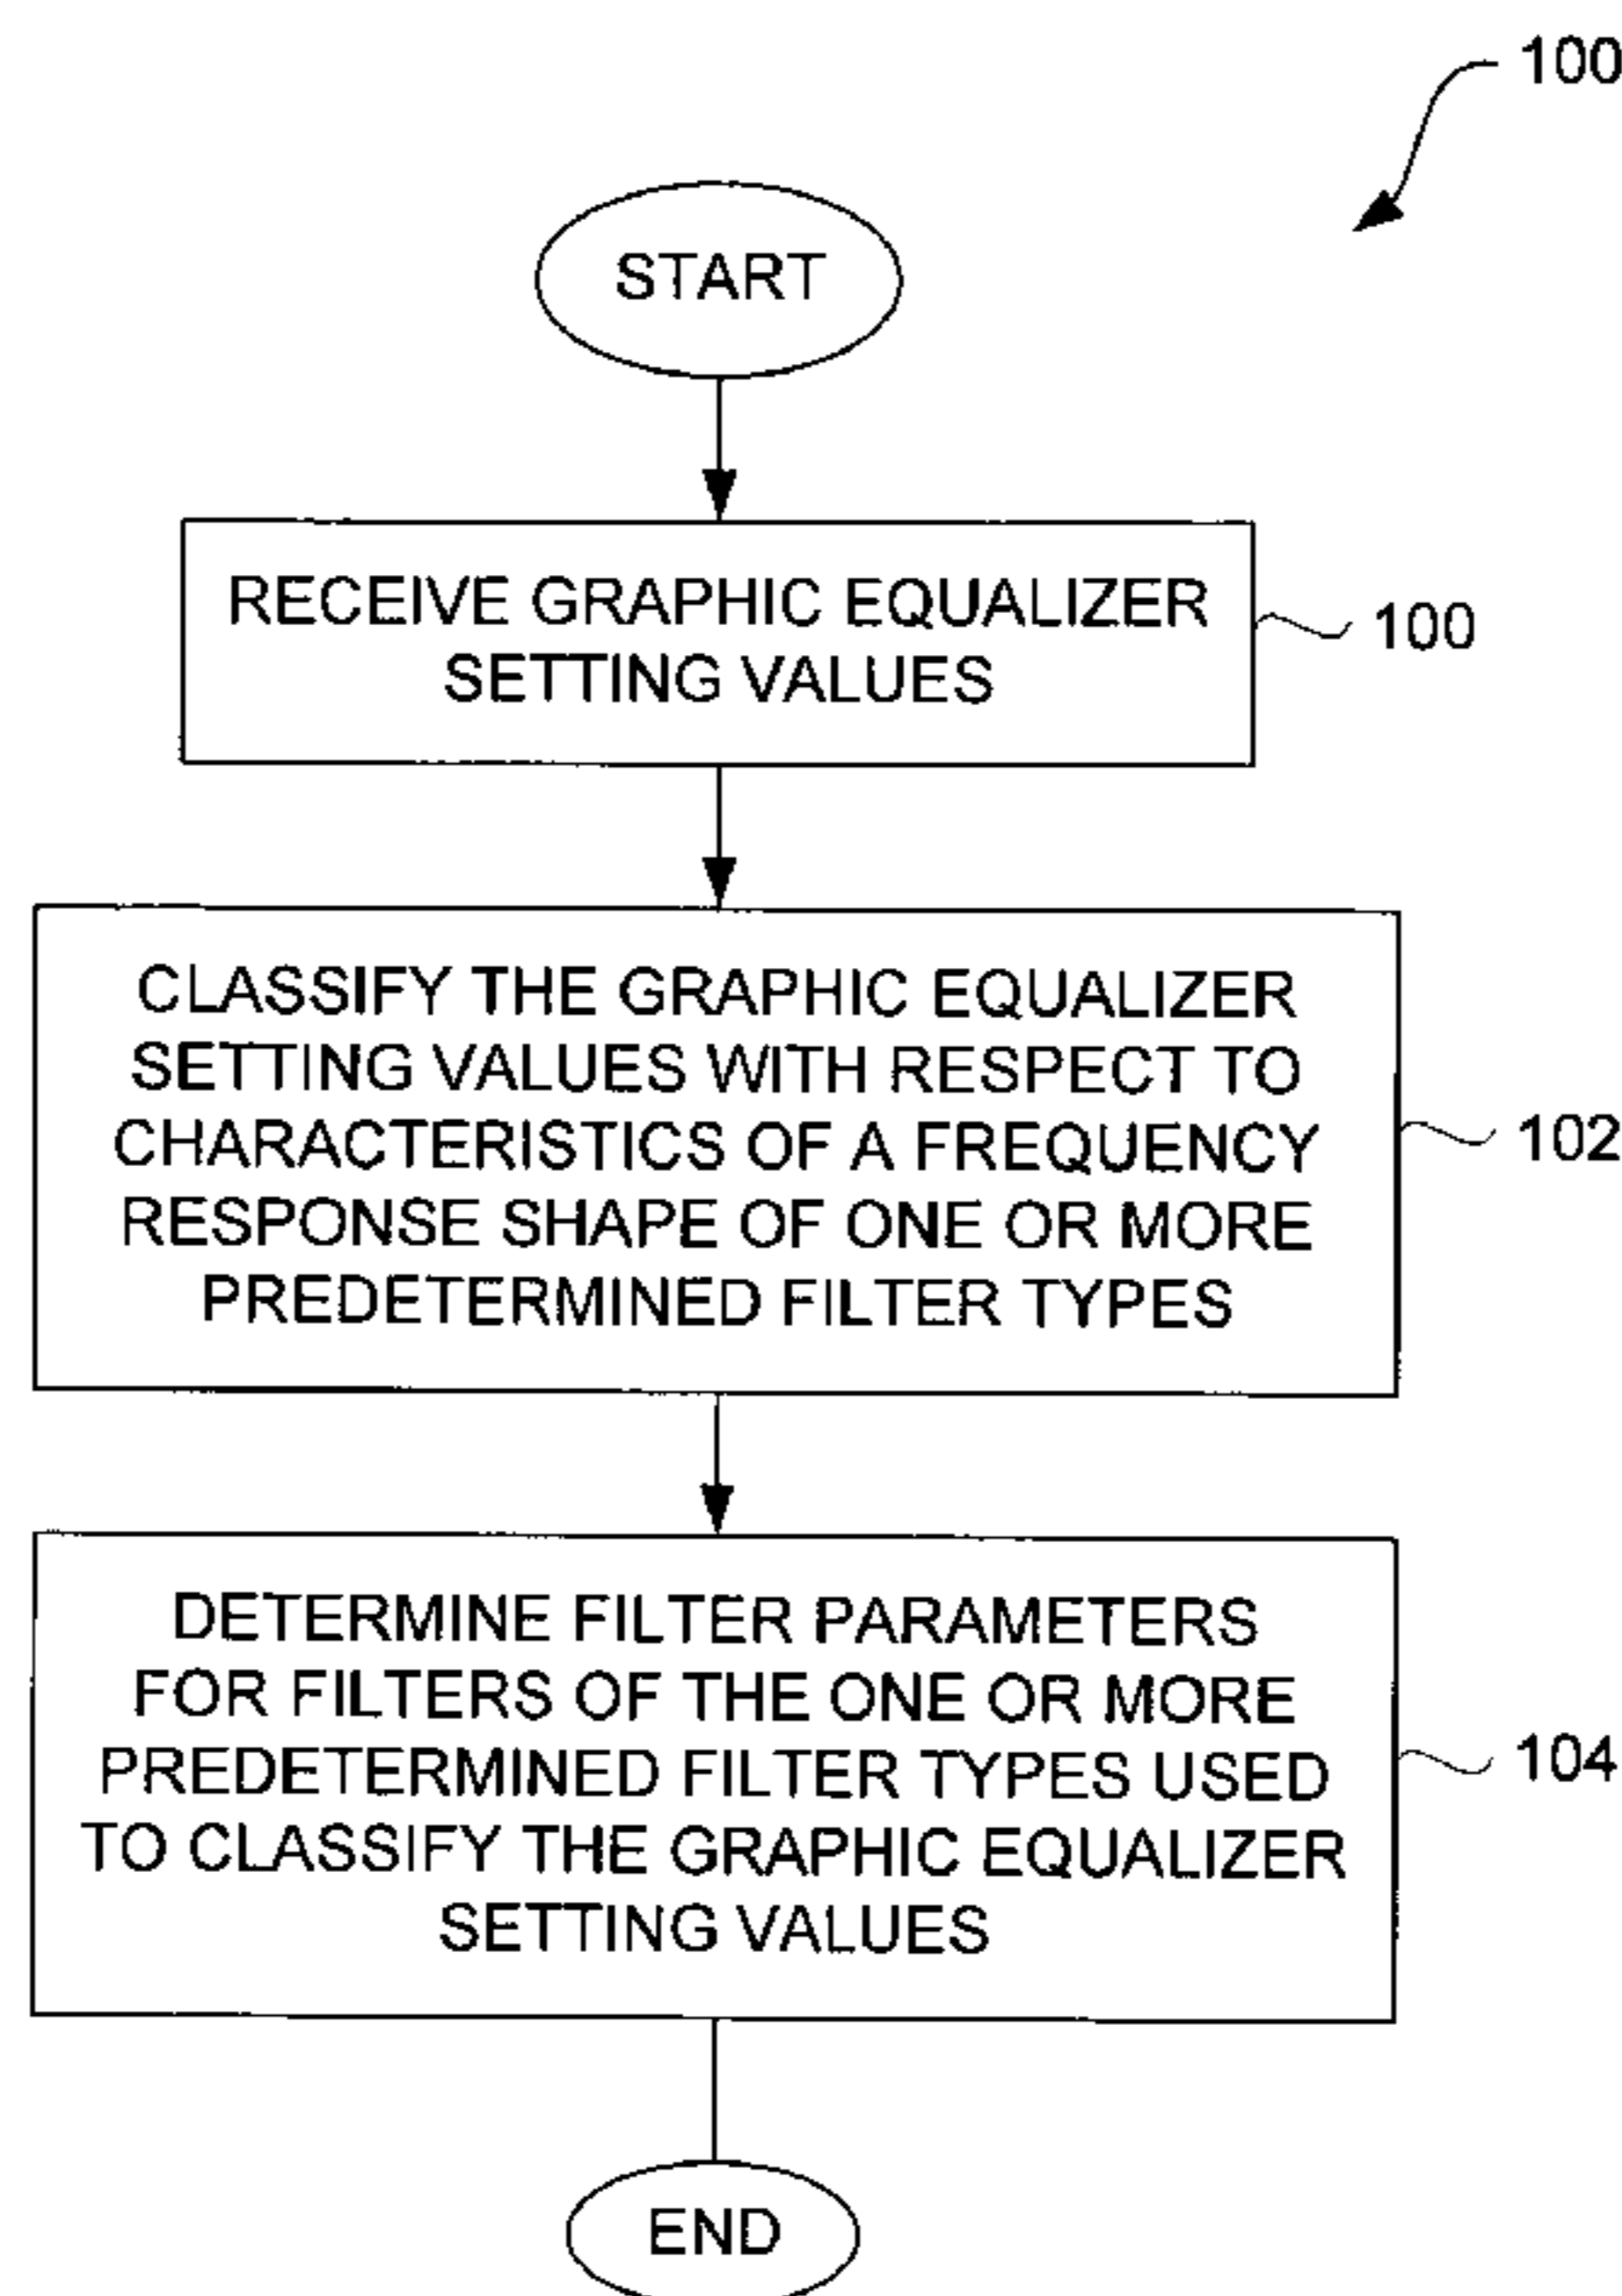 100
START
RECEIVE GRAPHIC EQUALIZER
SETTING VALUES
100
CLASSIFY THE GRAPHIC EQUALIZER
SETTING VALUES WITH RESPECT TO
CHARACTERISTICS OF A FREQUENCY
RESPONSE SHAPE OF ONE OR MORE
PREDETERMINED FILTER TYPES
102
DETERMINE FILTER PARAMETERS
FOR FILTERS OF THE ONE OR MORE
PREDETERMINED FILTER TYPES USED
TO CLASSIFY THE GRAPHIC EQUALIZER
SETTING VALUES
104
END